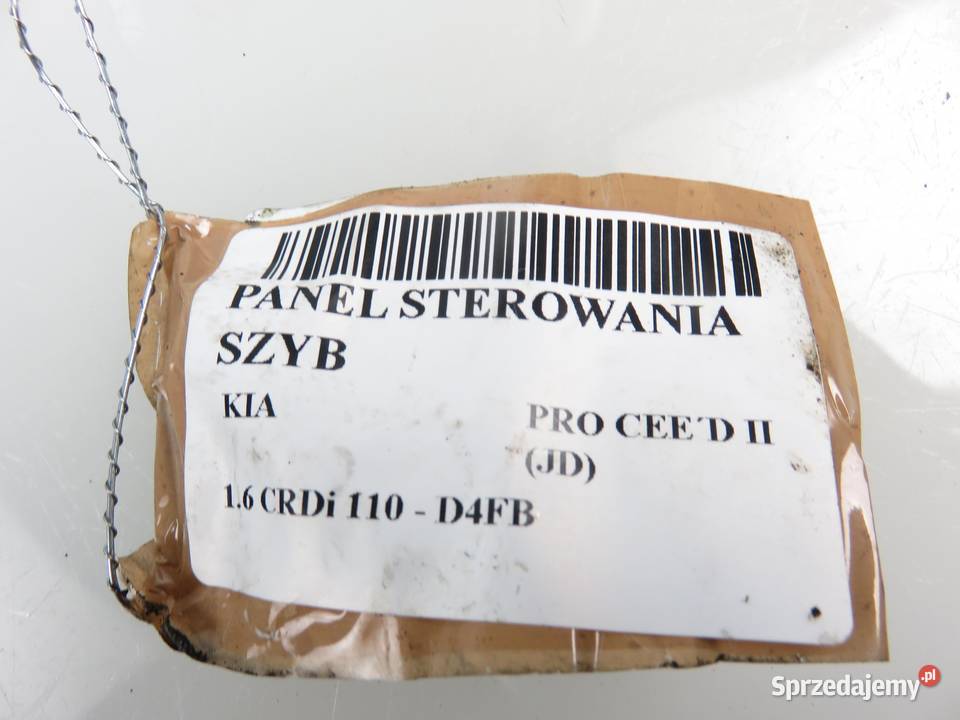 PANEL STEROWANIA
SZYB
KIA
PRO CEE´D II
(JD)
1.6 CRDi 110 - D4FB
Sprzedajemy.pl